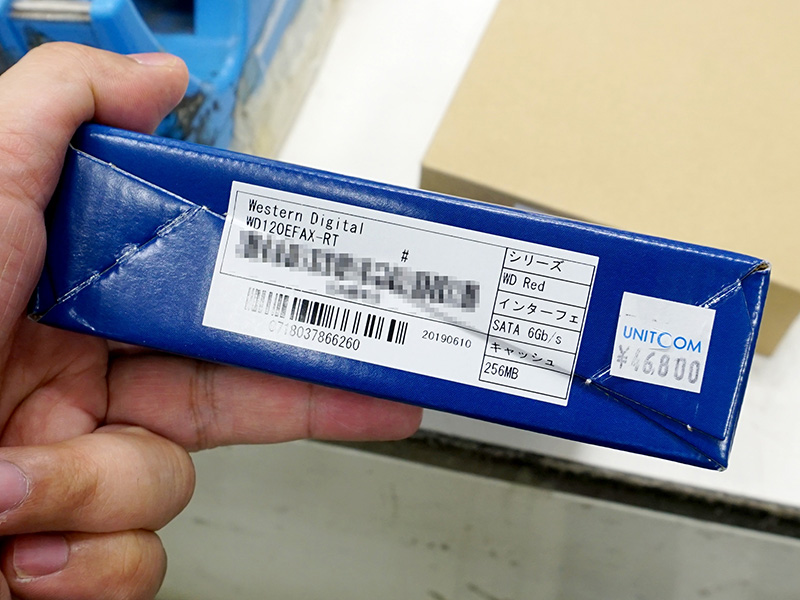 Western Digital
WD120EFAX-RT
#
C718037866260
20190610
シリーズ
WD Red
インターフェ
SATA 6Gb/s
キャッシュ
256MB
UNITCOM
¥46,800